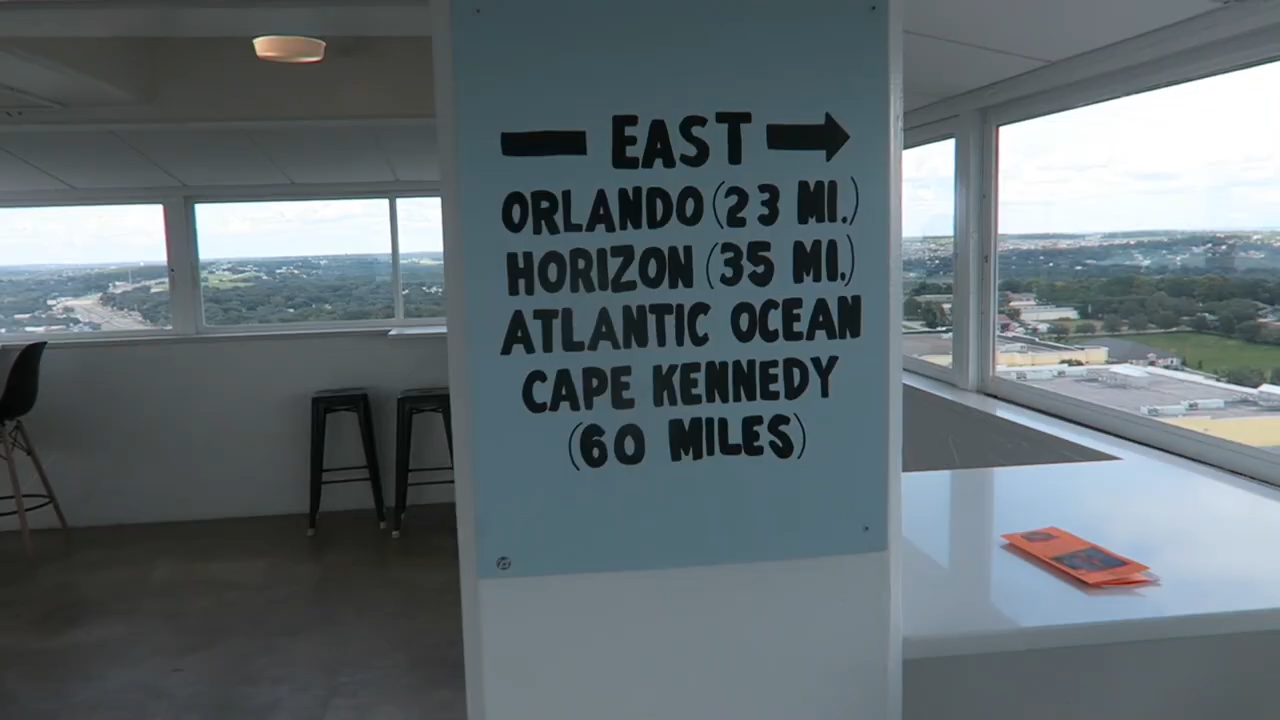 EAST
ORLANDO (23 MI.)
HORIZON (35 MI.)
ATLANTIC OCEAN
CAPE KENNEDY
(60 MILES)